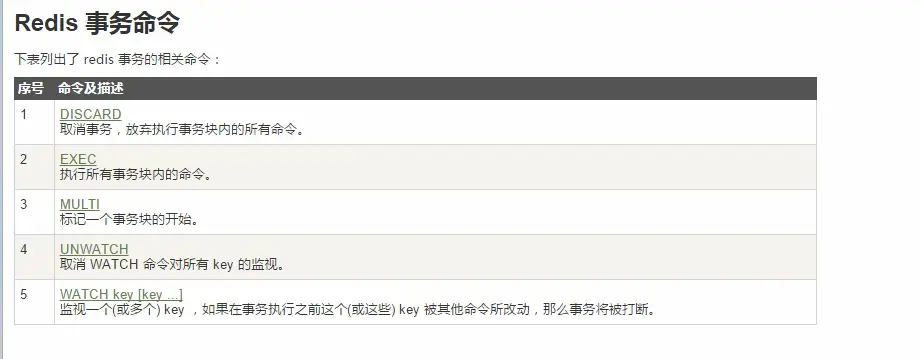 Redis 事务命令
下表列出了 redis 事务的相关命令：
序号 命令及描述
1 DISCARD
取消事务，放弃执行事务块内的所有命令。
2 EXEC
执行所有事务块内的命令。
3 MULTI
标记一个事务块的开始。
4 UNWATCH
取消 WATCH 命令对所有 key 的监视。
5 WATCH key [key ...]
监视一个(或多个) key ，如果在事务执行之前这个(或这些) key 被其他命令所改动，那么事务将被打断。